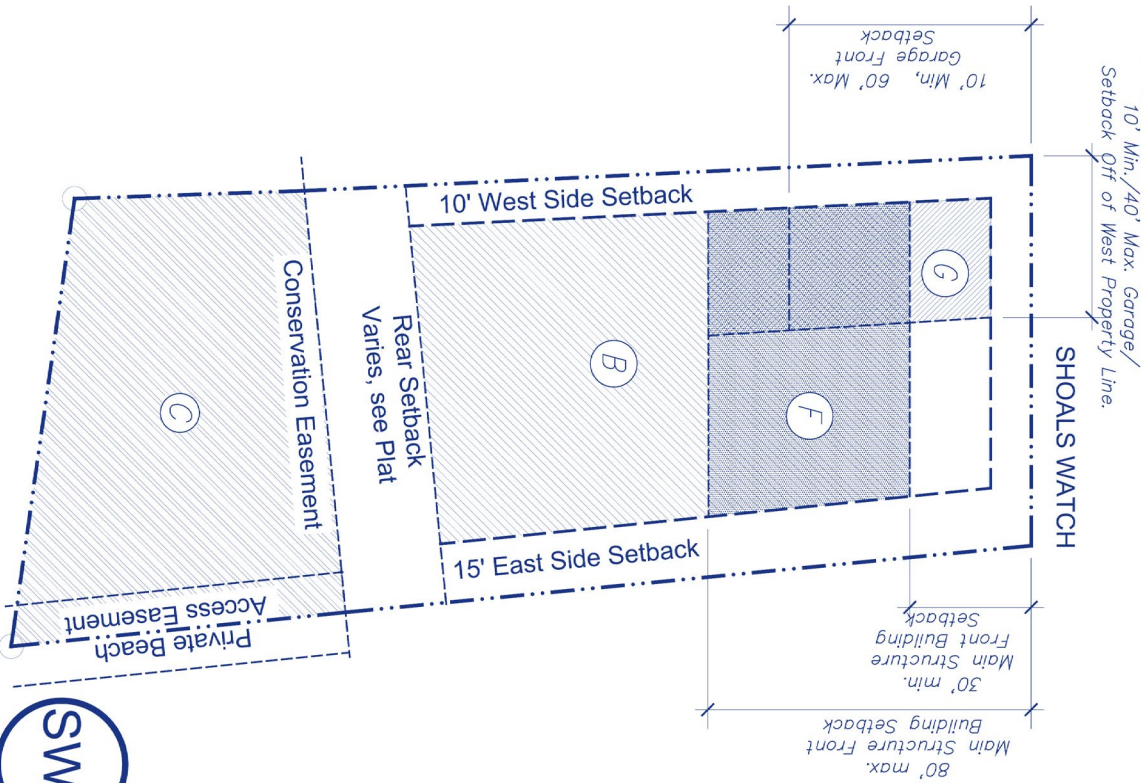 10' Min./40' Max. Garage/
Setback Off of West Property Line.
10' Min, 60' Max.
Garage Front
Setback
SHOALS WATCH
10' West Side Setback
G
F
B
C
Rear Setback
Varies, see Plat
Conservation Easement
15' East Side Setback
Private Beach
Access Easement
30' min.
Main Structure
Front Building
Setback
80' max.
Main Structure Front
Building Setback
SW